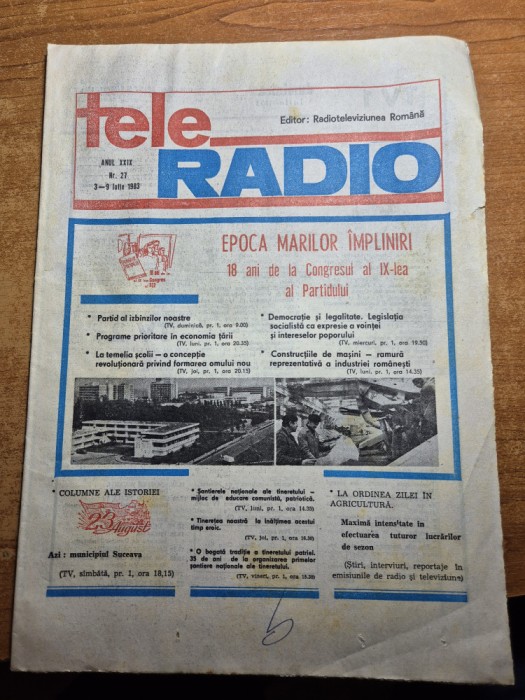 tele
RADIO
Editor: Radioteleviziunea Română
ANUL XXIX
Nr. 27
3—9 iulie 1983
EPOCA MARILOR ÎMPLINIRI
18 ani de la Congresul al IX-lea
al Partidului
* Partid al izbînzilor noastre
(TV, duminică, pr. 1, ora 9.00)
* Programe prioritare în economia țării
(TV, luni, pr. 1, ora 20.35)
* La temelia școlii — o concepție
revoluționară privind formarea omului nou
(TV, joi, pr. 1, ora 20.15)
* Democrație și legalitate. Legislația
socialistă ca expresie a voinței
și intereselor poporului
(TV, miercuri, pr. 1, ora 19.50)
* Construcțiile de mașini — ramură
reprezentativă a industriei românești
(TV, luni, pr. 1, ora 14.35)
* COLUMNE ALE ISTORIEI
23 August
Azi: municipiul Suceava
(TV, sîmbătă, pr. 1, ora 18,15)
* Șantierele naționale ale tineretului —
mijloc de educare comunistă, patriotică.
(TV, luni, pr. 1, ora 14.50)
* Tinerețea noastră la înălțimea acestui
timp eroic.
(TV, joi, pr. 1, ora 14.50)
* O bogată tradiție a tineretului patriei.
35 de ani de la organizarea primelor
șantiere naționale ale tineretului.
(TV, vineri, pr. 1, ora 14.50)
* LA ORDINEA ZILEI ÎN
AGRICULTURĂ.
Maximă intensitate în
efectuarea tuturor lucrărilor
de sezon
(Știri, interviuri, reportaje în
emisiunile de radio și televiziune)